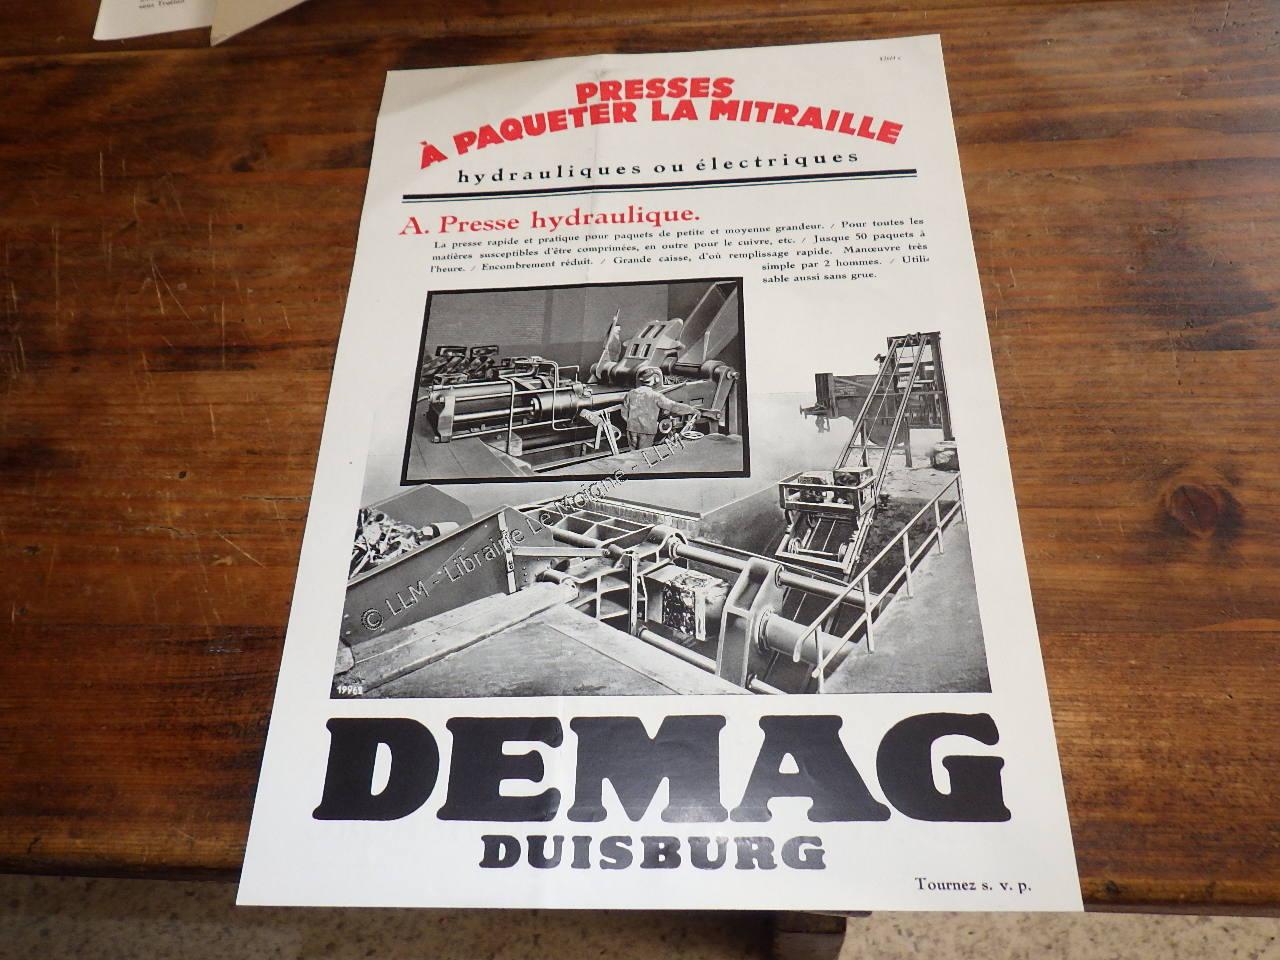 sous Trotien
PRESSES
À PAQUETER LA MITRAILLE
hydrauliques ou électriques
A. Presse hydraulique.
La presse rapide et pratique pour paquets de petite et moyenne grandeur. / Pour toutes les
matières susceptibles d'être comprimées, en outre pour le cuivre, etc. / Jusque 50 paquets à
l'heure. / Encombrement réduit. / Grande caisse, d'où remplissage rapide. Manœuvre très
simple par 2 hommes. / Utili-
sable aussi sans grue.
© LLM - Librairie Le Moigne - LLM
19962
DEMAG
DUISBURG
Tournez s. v. p.